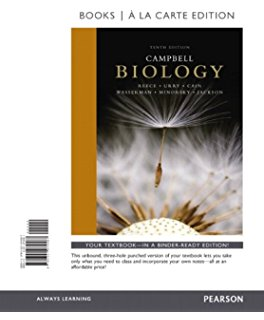 BOOKS | À LA CARTE EDITION
TENTH EDITION
CAMPBELL
BIOLOGY
REECE • URRY • CAIN
WASSERMAN • MINORSKY • JACKSON
YOUR TEXTBOOK—IN A BINDER-READY EDITION!
This unbound, three-hole punched version of your textbook lets you take
only what you need to class and incorporate your own notes—all at an
affordable price!
ALWAYS LEARNING
PEARSON